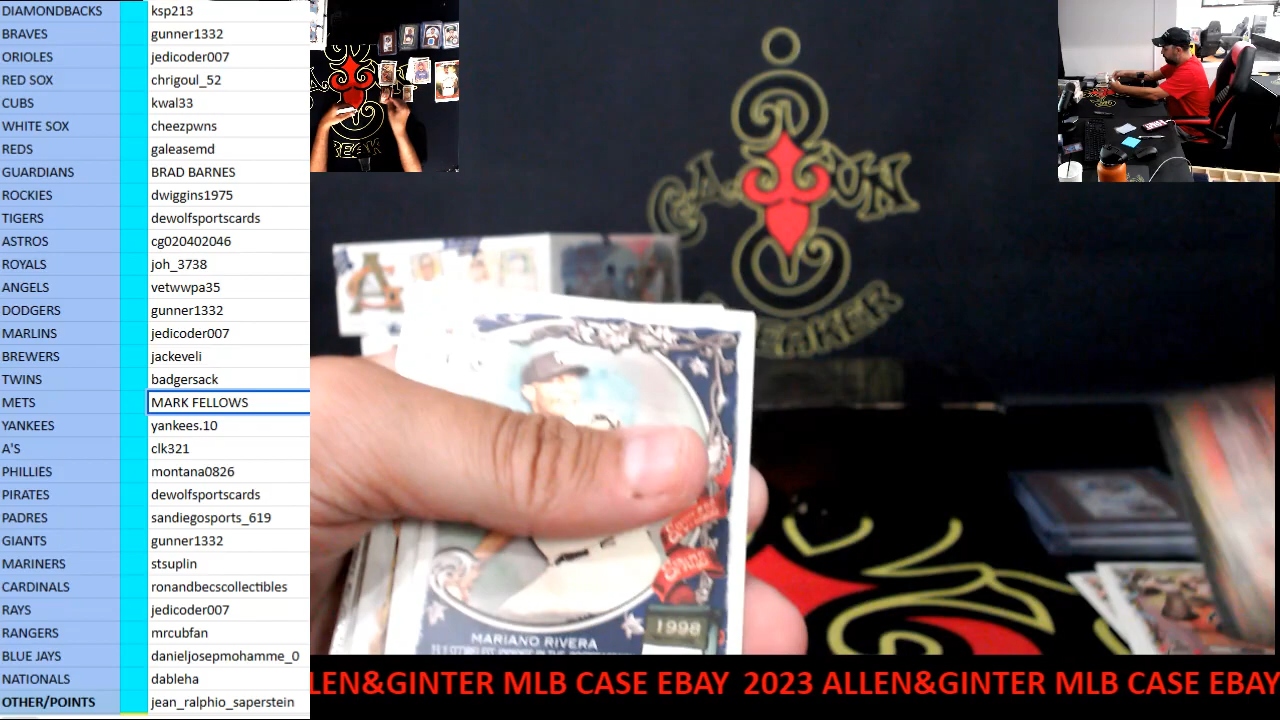 DIAMONDBACKS ksp213
BRAVES gunner1332
ORIOLES jedicoder007
RED SOX chrigoul_52
CUBS kwal33
WHITE SOX cheezpwns
REDS galeasemd
GUARDIANS BRAD BARNES
ROCKIES dwiggins1975
TIGERS dewolfsportscards
ASTROS cg020402046
ROYALS joh_3738
ANGELS vetwwpa35
DODGERS gunner1332
MARLINS jedicoder007
BREWERS jackeveli
TWINS badgersack
METS MARK FELLOWS
YANKEES yankees.10
A'S clk321
PHILLIES montana0826
PIRATES dewolfsportscards
PADRES sandiegosports_619
GIANTS gunner1332
MARINERS stsuplin
CARDINALS ronandbecscollectibles
RAYS jedicoder007
RANGERS mrcubfan
BLUE JAYS danieljosepmohamme_0
NATIONALS dableha
OTHER/POINTS jean_ralphio_saperstein
BREAKER
MARIANO RIVERA
1998
LEN&GINTER MLB CASE EBAY 2023 ALLEN&GINTER MLB CASE EBAY